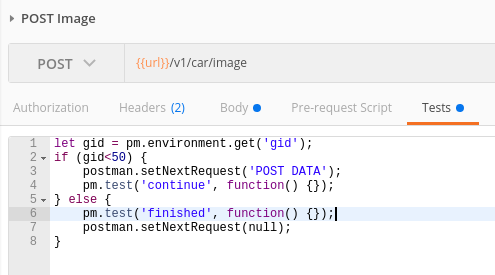 POST Image
POST {{url}}/v1/car/image
Authorization Headers (2) Body Pre-request Script Tests
1 let gid = pm.environment.get('gid');
2 if (gid<50) {
3     postman.setNextRequest('POST DATA');
4     pm.test('continue', function() {});
5 } else {
6     pm.test('finished', function() {});
7     postman.setNextRequest(null);
8 }